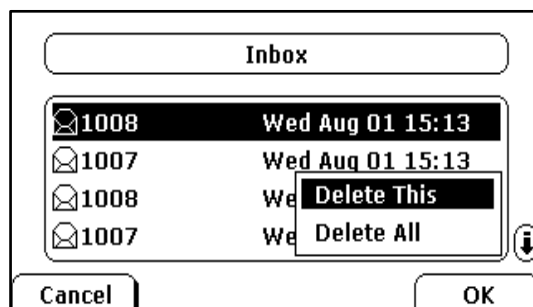 Inbox
1008 Wed Aug 01 15:13
1007 Wed Aug 01 15:13
1008 We
Delete This
1007 We
Delete All
Cancel OK